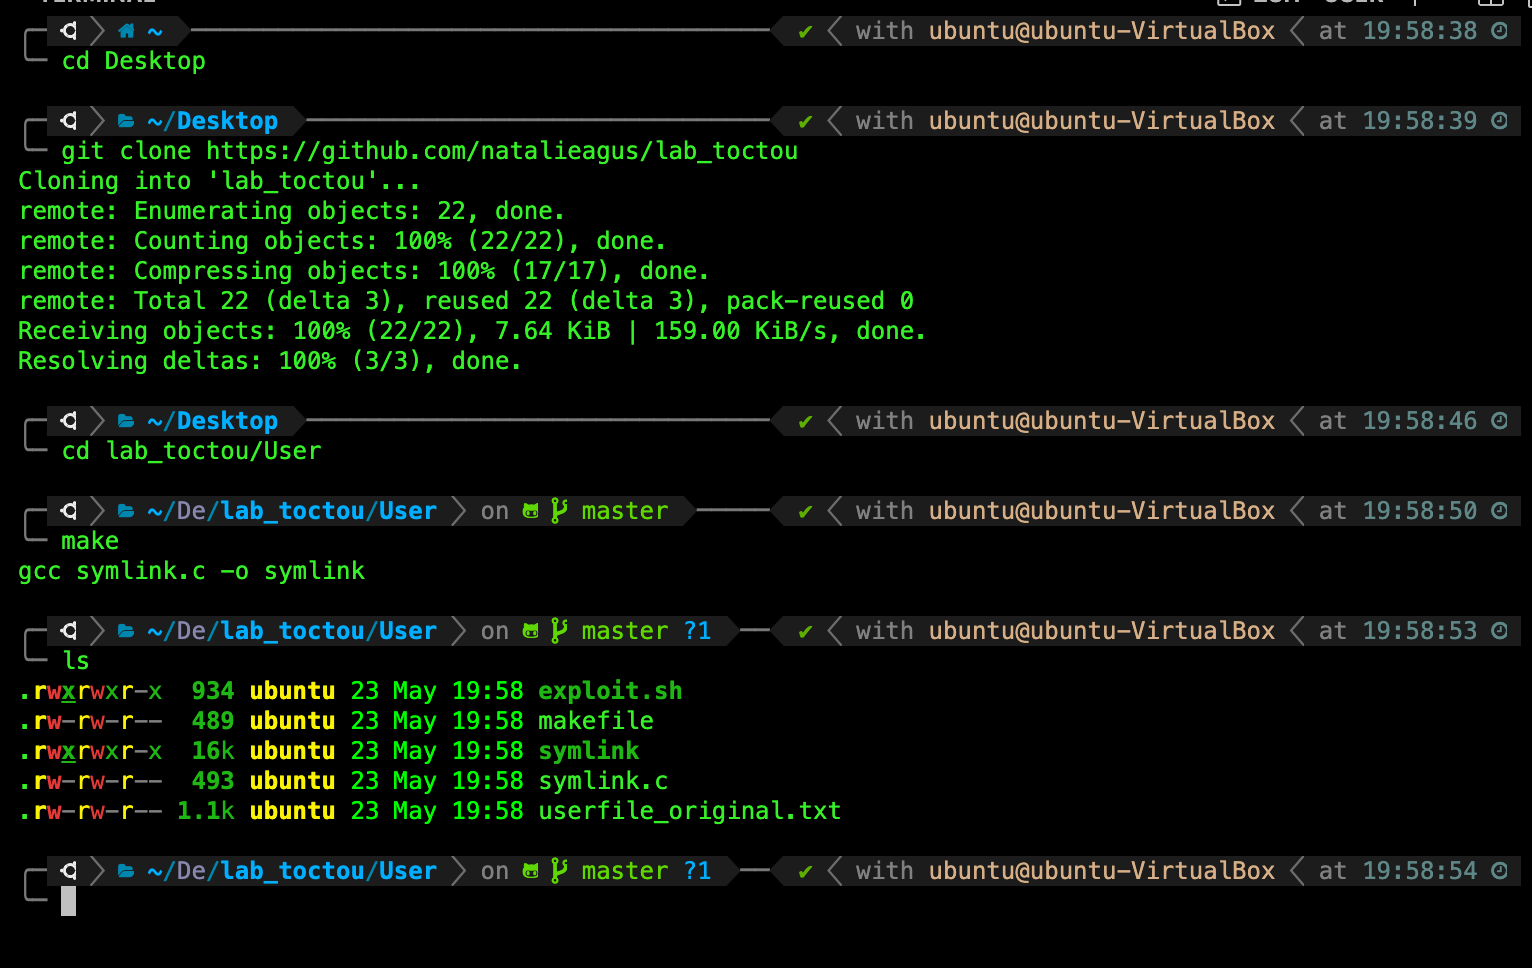 ~ ✔ with ubuntu@ubuntu-VirtualBox at 19:58:38
cd Desktop
~/Desktop ✔ with ubuntu@ubuntu-VirtualBox at 19:58:39
git clone https://github.com/natalieagus/lab_toctou
Cloning into 'lab_toctou'...
remote: Enumerating objects: 22, done.
remote: Counting objects: 100% (22/22), done.
remote: Compressing objects: 100% (17/17), done.
remote: Total 22 (delta 3), reused 22 (delta 3), pack-reused 0
Receiving objects: 100% (22/22), 7.64 KiB | 159.00 KiB/s, done.
Resolving deltas: 100% (3/3), done.
~/Desktop ✔ with ubuntu@ubuntu-VirtualBox at 19:58:46
cd lab_toctou/User
~/De/lab_toctou/User on master ✔ with ubuntu@ubuntu-VirtualBox at 19:58:50
make
gcc symlink.c -o symlink
~/De/lab_toctou/User on master ?1 ✔ with ubuntu@ubuntu-VirtualBox at 19:58:53
ls
.rwxrwxr-x 934 ubuntu 23 May 19:58 exploit.sh
.rw-rw-r-- 489 ubuntu 23 May 19:58 makefile
.rwxrwxr-x 16k ubuntu 23 May 19:58 symlink
.rw-rw-r-- 493 ubuntu 23 May 19:58 symlink.c
.rw-rw-r-- 1.1k ubuntu 23 May 19:58 userfile_original.txt
~/De/lab_toctou/User on master ?1 ✔ with ubuntu@ubuntu-VirtualBox at 19:58:54